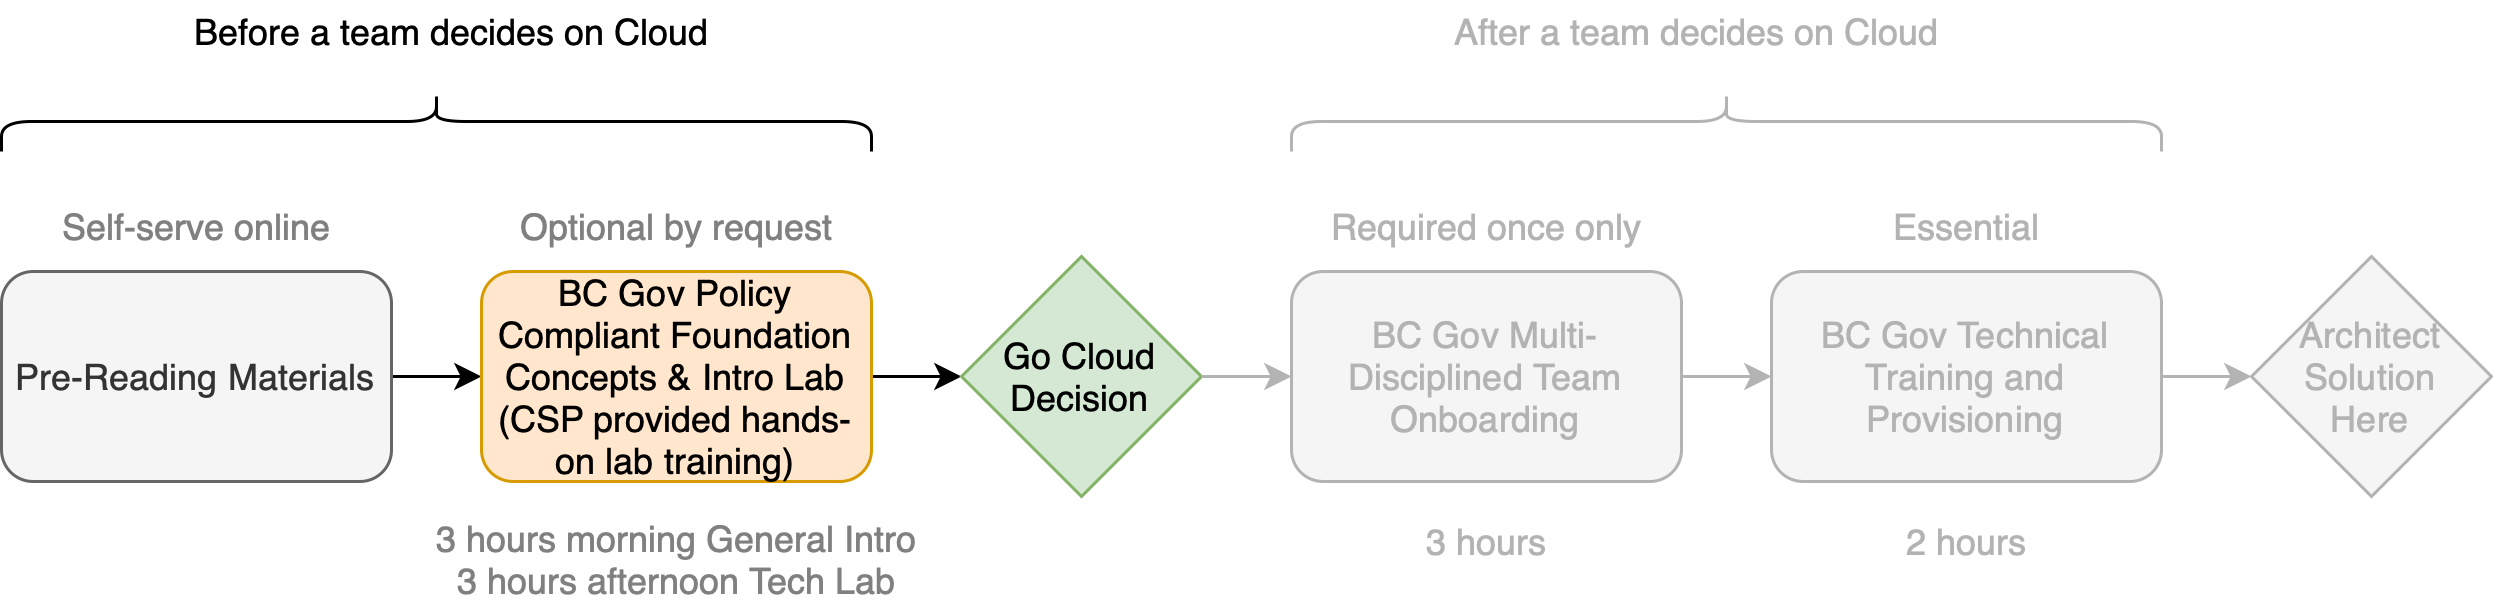 Before a team decides on Cloud
After a team decides on Cloud
Self-serve online
Optional by request
Required once only
Essential
Pre-Reading Materials
BC Gov Policy
Compliant Foundation
Concepts & Intro Lab
(CSP provided hands-
on lab training)
Go Cloud
Decision
BC Gov Multi-
Disciplined Team
Onboarding
BC Gov Technical
Training and
Provisioning
Architect
Solution
Here
3 hours morning General Intro
3 hours afternoon Tech Lab
3 hours
2 hours